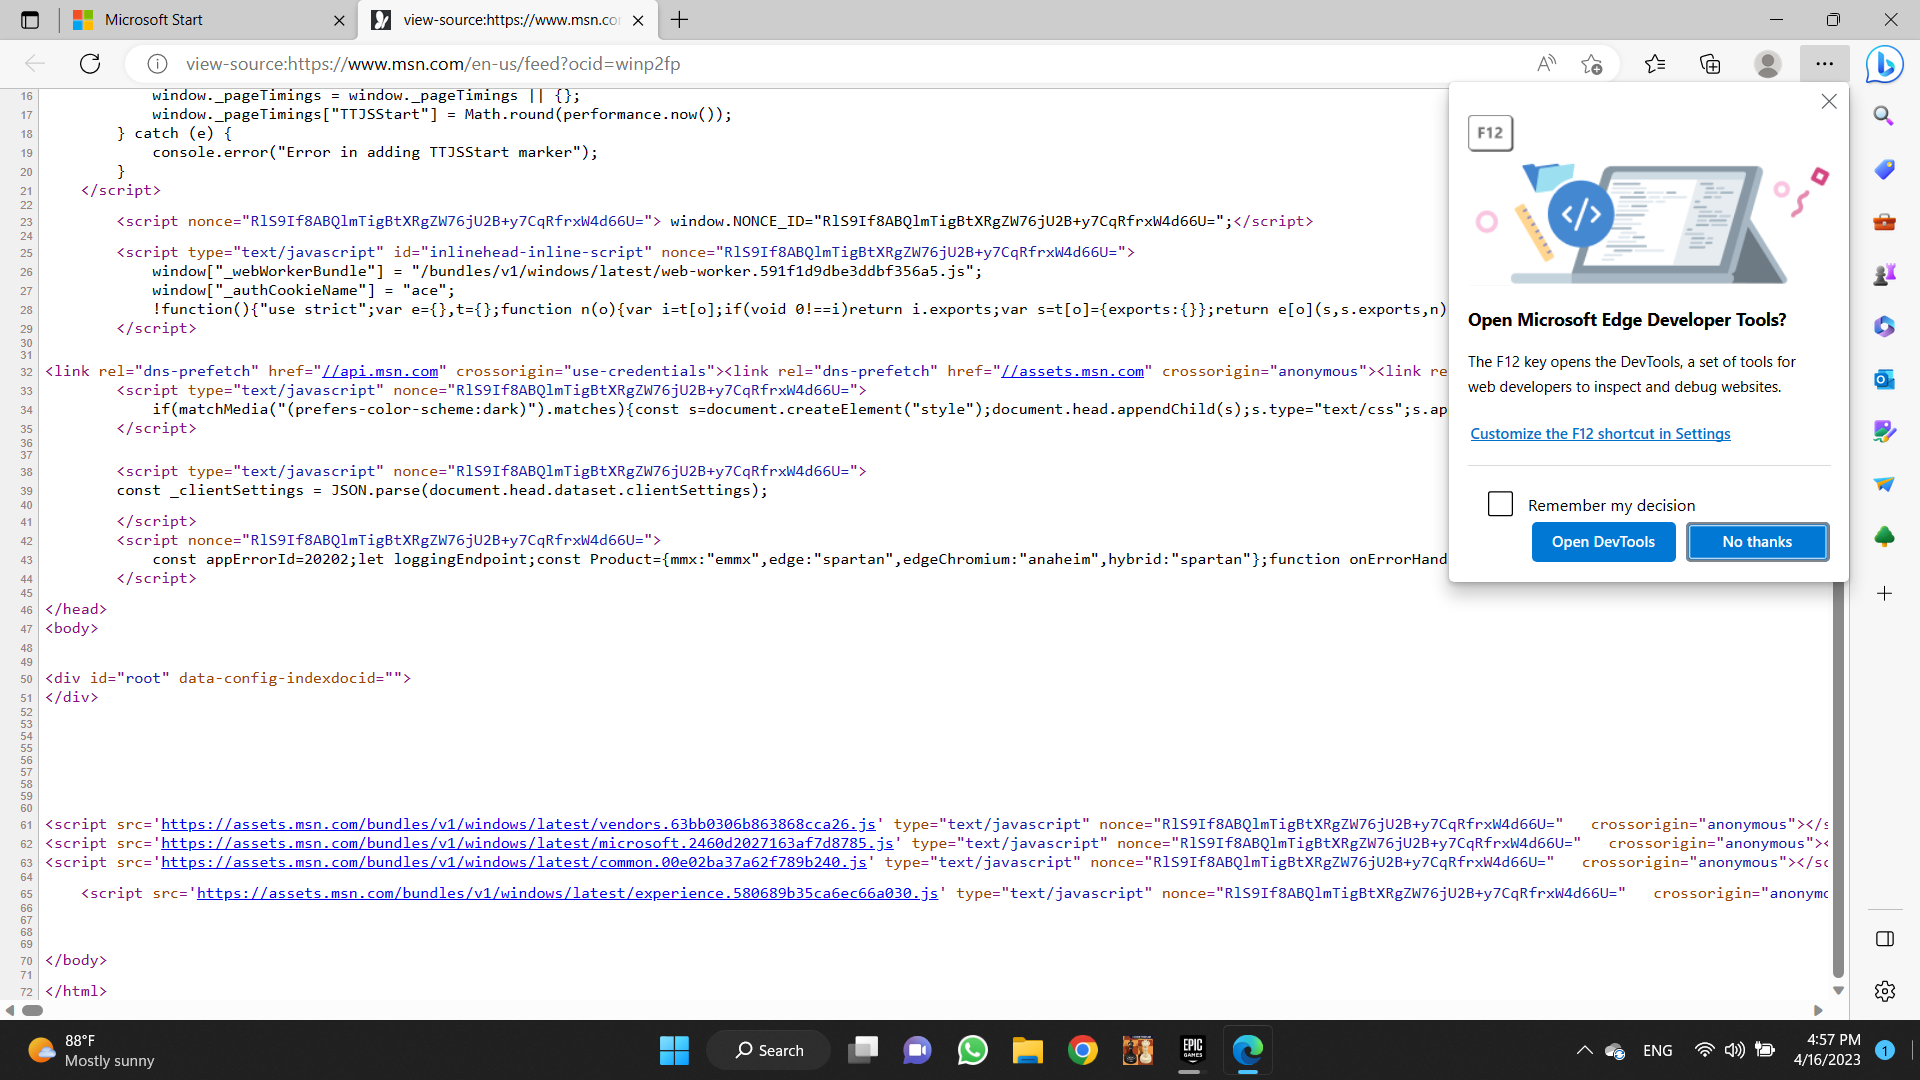 Microsoft Start
view-source:https://www.msn.co
view-source:https://www.msn.com/en-us/feed?ocid=winp2fp
16 window._pageTimings = window._pageTimings || {};
17 window._pageTimings["TTJSStart"] = Math.round(performance.now());
18 } catch (e) {
19 console.error("Error in adding TTJSStart marker");
20 }
21 </script>
22
23 <script nonce="RlS9If8ABQlmTigBtXRgZW76jU2B+y7CqRfrxW4d66U="> window.NONCE_ID="RlS9If8ABQlmTigBtXRgZW76jU2B+y7CqRfrxW4d66U=";</script>
24
25 <script type="text/javascript" id="inlinehead-inline-script" nonce="RlS9If8ABQlmTigBtXRgZW76jU2B+y7CqRfrxW4d66U=">
26 window["_webWorkerBundle"] = "/bundles/v1/windows/latest/web-worker.591f1d9dbe3ddbf356a5.js";
27 window["_authCookieName"] = "ace";
28 !function(){"use strict";var e={},t={};function n(o){var i=t[o];if(void 0!==i)return i.exports;var s=t[o]={exports:{}};return e[o](s,s.exports,n)
29 </script>
30
31
32 <link rel="dns-prefetch" href="//api.msn.com" crossorigin="use-credentials"><link rel="dns-prefetch" href="//assets.msn.com" crossorigin="anonymous"><link re
33 <script type="text/javascript" nonce="RlS9If8ABQlmTigBtXRgZW76jU2B+y7CqRfrxW4d66U=">
34 if(matchMedia("(prefers-color-scheme:dark)").matches){const s=document.createElement("style");document.head.appendChild(s);s.type="text/css";s.ap
35 </script>
36
37
38 <script type="text/javascript" nonce="RlS9If8ABQlmTigBtXRgZW76jU2B+y7CqRfrxW4d66U=">
39 const _clientSettings = JSON.parse(document.head.dataset.clientSettings);
40
41 </script>
42 <script nonce="RlS9If8ABQlmTigBtXRgZW76jU2B+y7CqRfrxW4d66U=">
43 const appErrorId=20202;let loggingEndpoint;const Product={mmx:"emmx",edge:"spartan",edgeChromium:"anaheim",hybrid:"spartan"};function onErrorHand
44 </script>
45
46 </head>
47 <body>
48
49
50 <div id="root" data-config-indexdocid="">
51 </div>
52
53
54
55
56
57
58
59
60
61 <script src='https://assets.msn.com/bundles/v1/windows/latest/vendors.63bb0306b863868cca26.js' type="text/javascript" nonce="RlS9If8ABQlmTigBtXRgZW76jU2B+y7CqRfrxW4d66U=" crossorigin="anonymous"></s
62 <script src='https://assets.msn.com/bundles/v1/windows/latest/microsoft.2460d2027163af7d8785.js' type="text/javascript" nonce="RlS9If8ABQlmTigBtXRgZW76jU2B+y7CqRfrxW4d66U=" crossorigin="anonymous"><
63 <script src='https://assets.msn.com/bundles/v1/windows/latest/common.00e02ba37a62f789b240.js' type="text/javascript" nonce="RlS9If8ABQlmTigBtXRgZW76jU2B+y7CqRfrxW4d66U=" crossorigin="anonymous"></sc
64
65 <script src='https://assets.msn.com/bundles/v1/windows/latest/experience.580689b35ca6ec66a030.js' type="text/javascript" nonce="RlS9If8ABQlmTigBtXRgZW76jU2B+y7CqRfrxW4d66U=" crossorigin="anonymo
66
67
68
69
70 </body>
71
72 </html>
F12
Open Microsoft Edge Developer Tools?
The F12 key opens the DevTools, a set of tools for
web developers to inspect and debug websites.
Customize the F12 shortcut in Settings
Remember my decision
Open DevTools
No thanks
88°F
Mostly sunny
Search
EPIC
GAMES
ENG
4:57 PM
4/16/2023
1